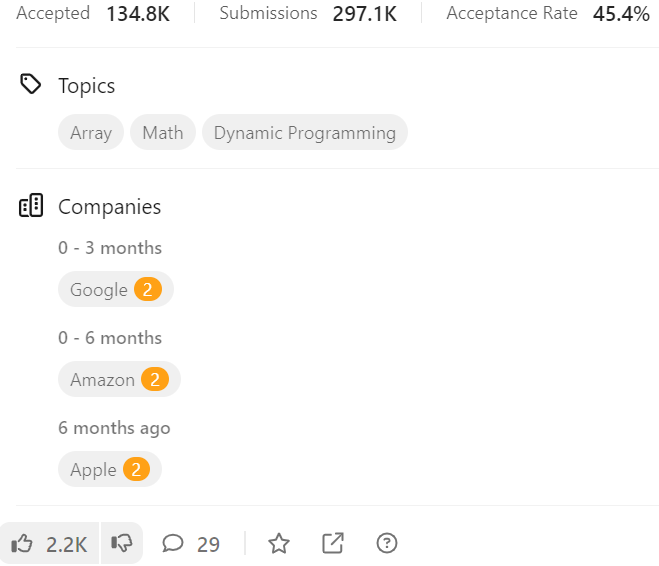 Accepted 134.8K Submissions 297.1K Acceptance Rate 45.4%
Topics
Array Math Dynamic Programming
Companies
0 - 3 months
Google 2
0 - 6 months
Amazon 2
6 months ago
Apple 2
2.2K 29